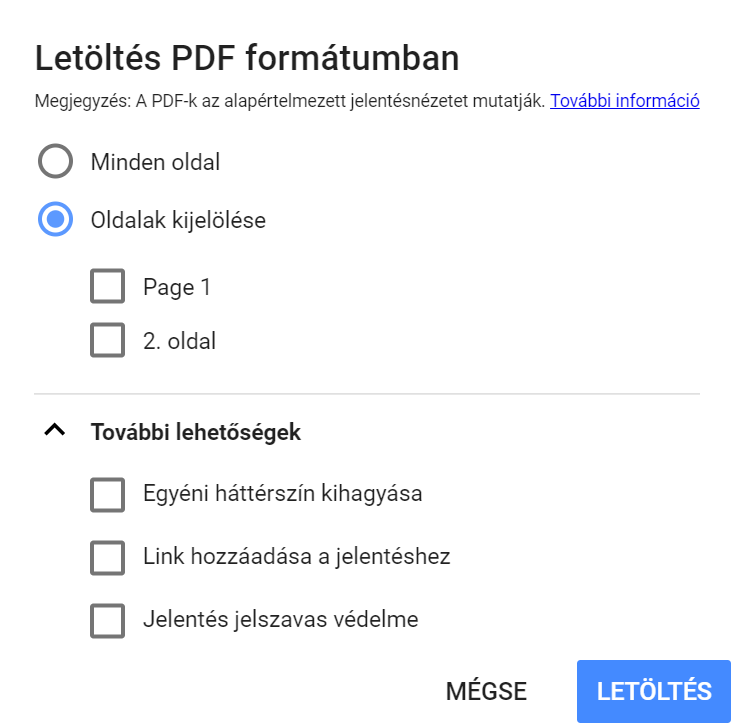 Letöltés PDF formátumban
Megjegyzés: A PDF-k az alapértelmezett jelentésnézetet mutatják. További információ
Minden oldal
Oldalak kijelölése
Page 1
2. oldal
További lehetőségek
Egyéni háttérszín kihagyása
Link hozzáadása a jelentéshez
Jelentés jelszavas védelme
MÉGSE LETÖLTÉS